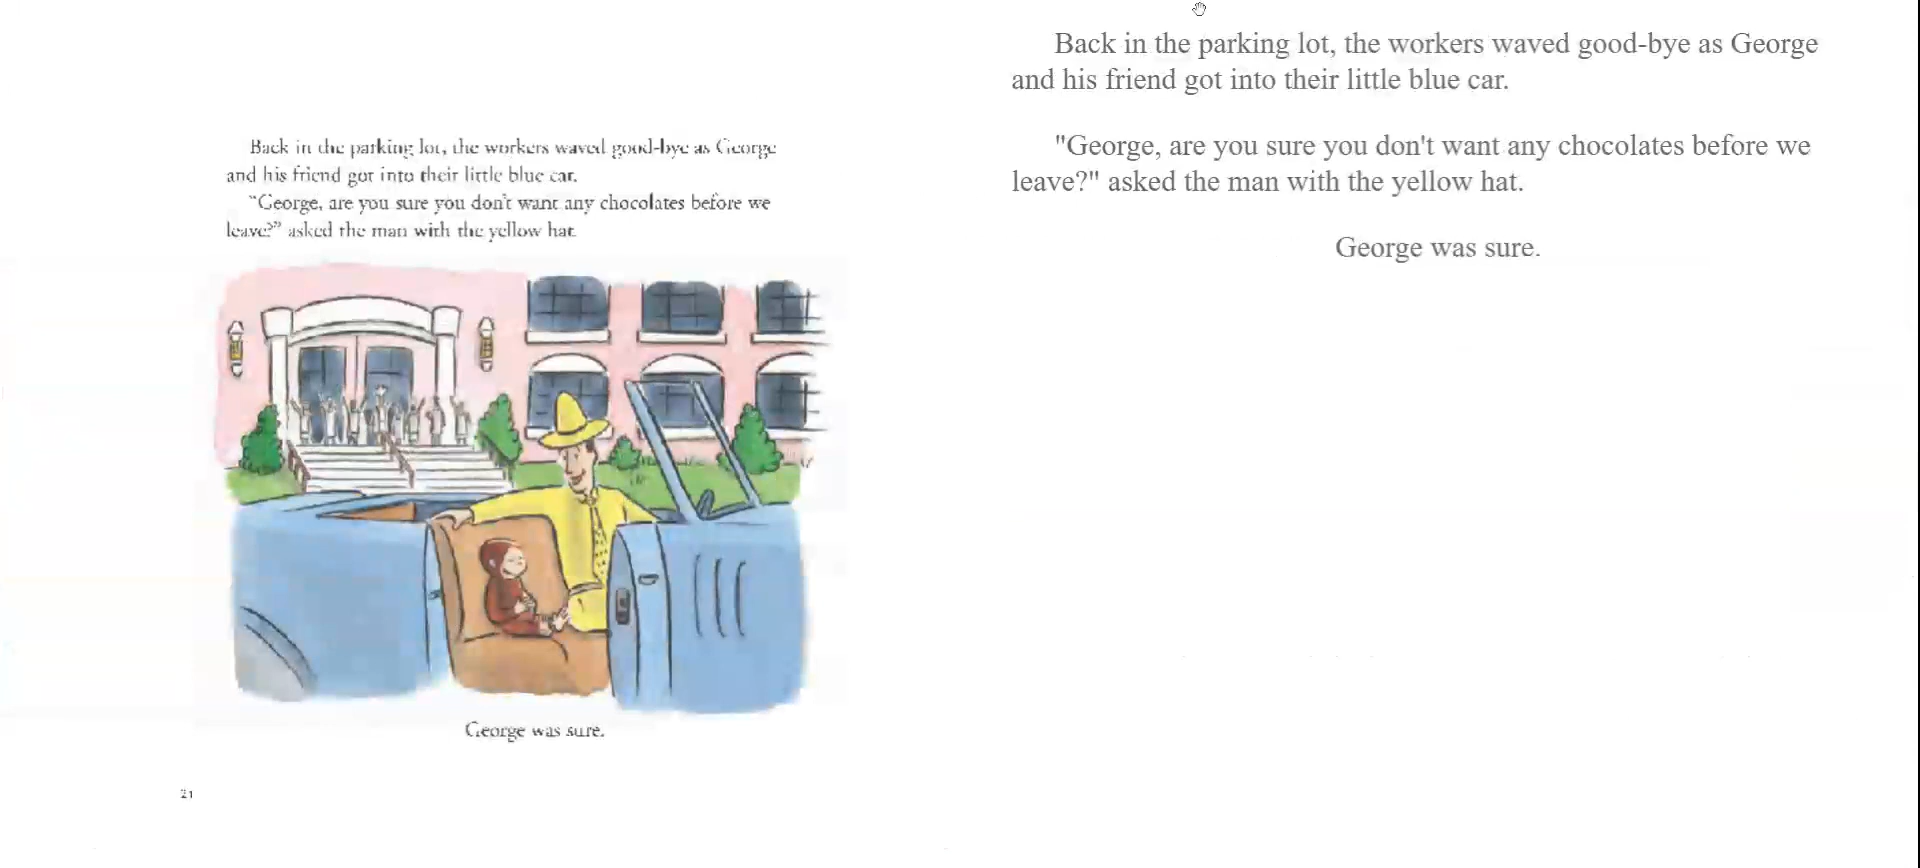 Back in the parking lot, the workers waved good-bye as George
and his friend got into their little blue car.
“George, are you sure you don't want any chocolates before we
leave?” asked the man with the yellow hat.
George was sure.
21
Back in the parking lot, the workers waved good-bye as George
and his friend got into their little blue car.
"George, are you sure you don't want any chocolates before we
leave?" asked the man with the yellow hat.
George was sure.